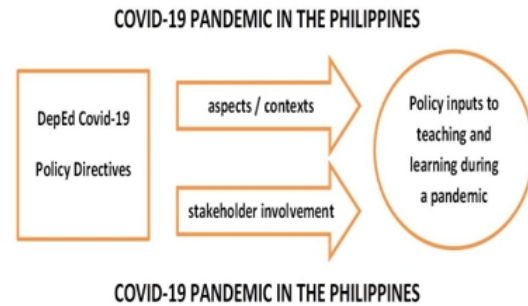 COVID-19 PANDEMIC IN THE PHILIPPINES
DepEd Covid-19
Policy Directives
aspects / contexts
stakeholder involvement
Policy inputs to
teaching and
learning during
a pandemic
COVID-19 PANDEMIC IN THE PHILIPPINES